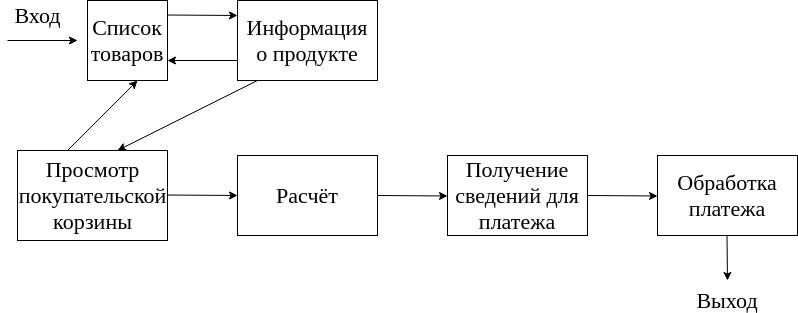 Вход
Список
товаров
Информация
о продукте
Просмотр
покупательской
корзины
Расчёт
Получение
сведений для
платежа
Обработка
платежа
Выход